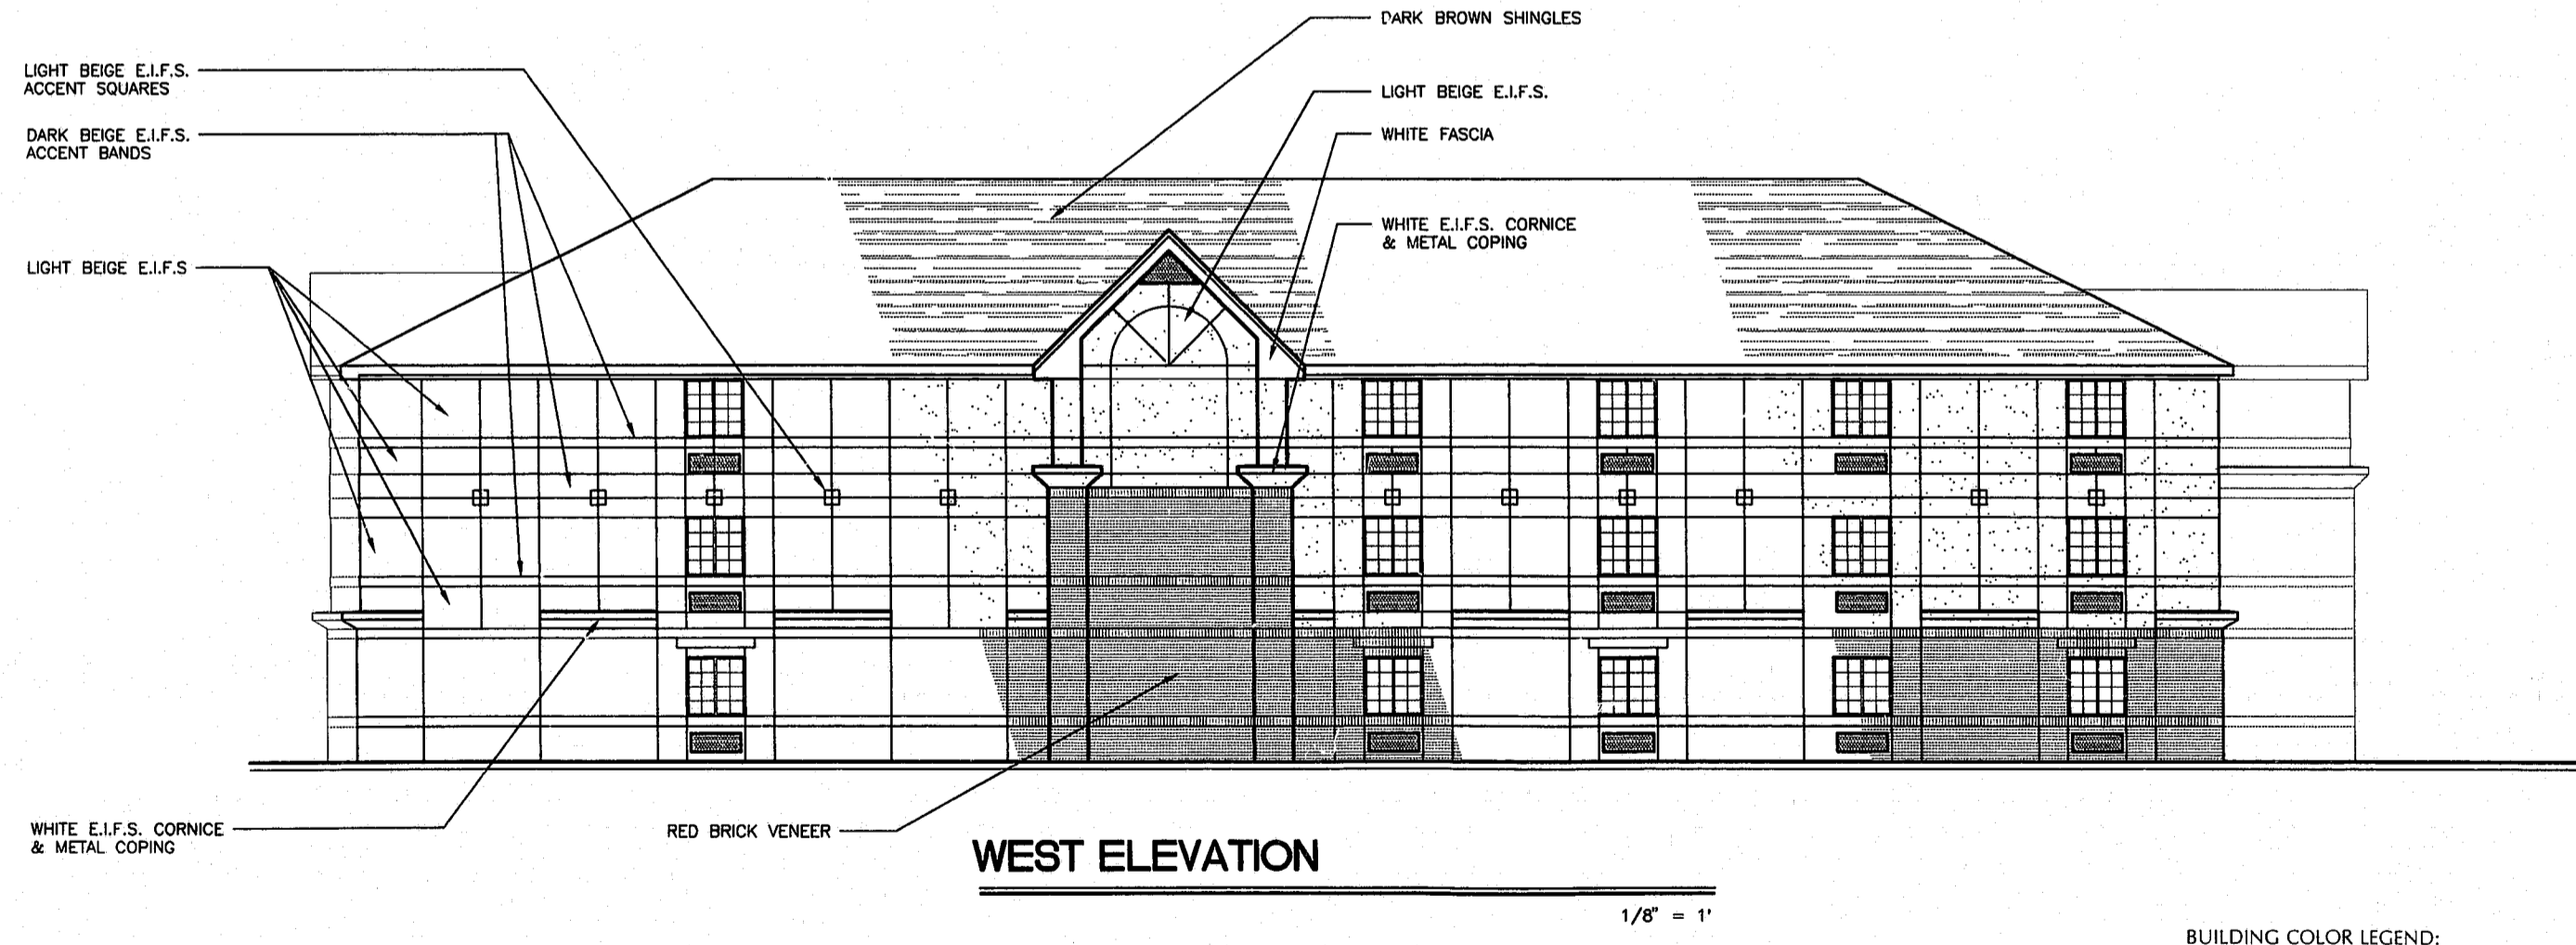 DARK BROWN SHINGLES
LIGHT BEIGE E.I.F.S.
ACCENT SQUARES
LIGHT BEIGE E.I.F.S.
DARK BEIGE E.I.F.S.
ACCENT BANDS
WHITE FASCIA
WHITE E.I.F.S. CORNICE
& METAL COPING
LIGHT BEIGE E.I.F.S
WHITE E.I.F.S. CORNICE
& METAL COPING
RED BRICK VENEER
WEST ELEVATION
1/8" = 1'
BUILDING COLOR LEGEND: